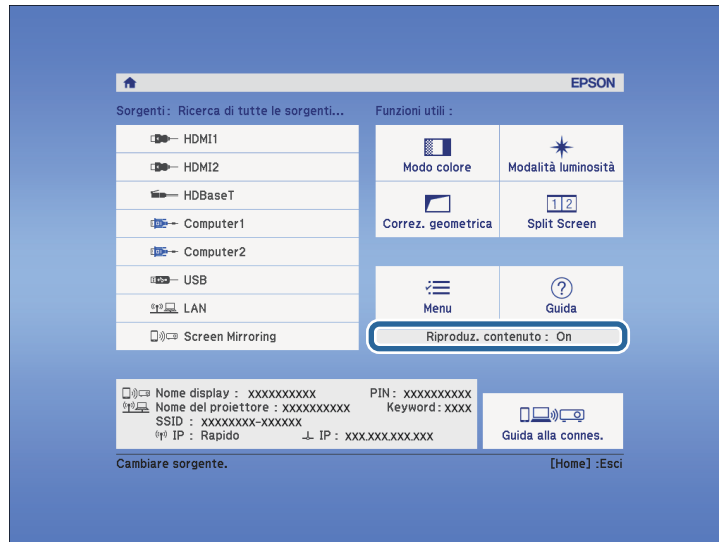 EPSON
Sorgenti : Ricerca di tutte le sorgenti...
HDMI1
HDMI2
HDBaseT
Computer1
Computer2
USB
LAN
Screen Mirroring
Funzioni utili :
Modo colore
Modalità luminosità
Correz. geometrica
1 2
Split Screen
Menu
?
Guida
Riproduz. contenuto : On
Nome display : xxxxxxxxxx
PIN : xxxxxxxxxx
Nome del proiettore : xxxxxxxxxx
Keyword : xxxx
SSID : xxxxxxxx-xxxxxx
IP : Rapido
IP : xxx.xxx.xxx.xxx
Guida alla connes.
Cambiare sorgente.
[Home] :Esci